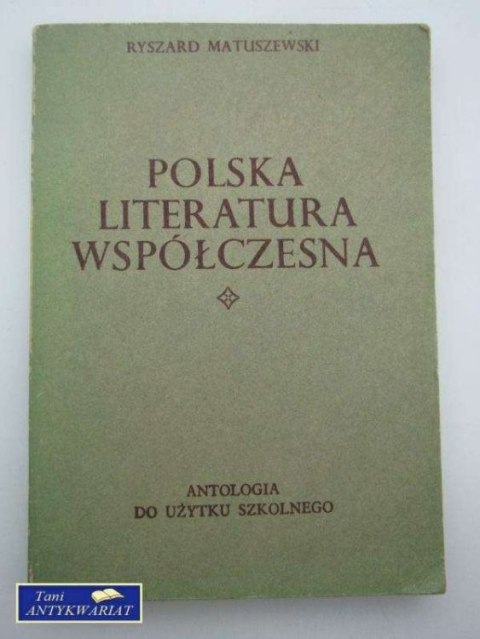 RYSZARD MATUSZEWSKI
POLSKA
LITERATURA
WSPÓŁCZESNA
ANTOLOGIA
DO UŻYTKU SZKOLNEGO
Tani
ANTYKWARIAT